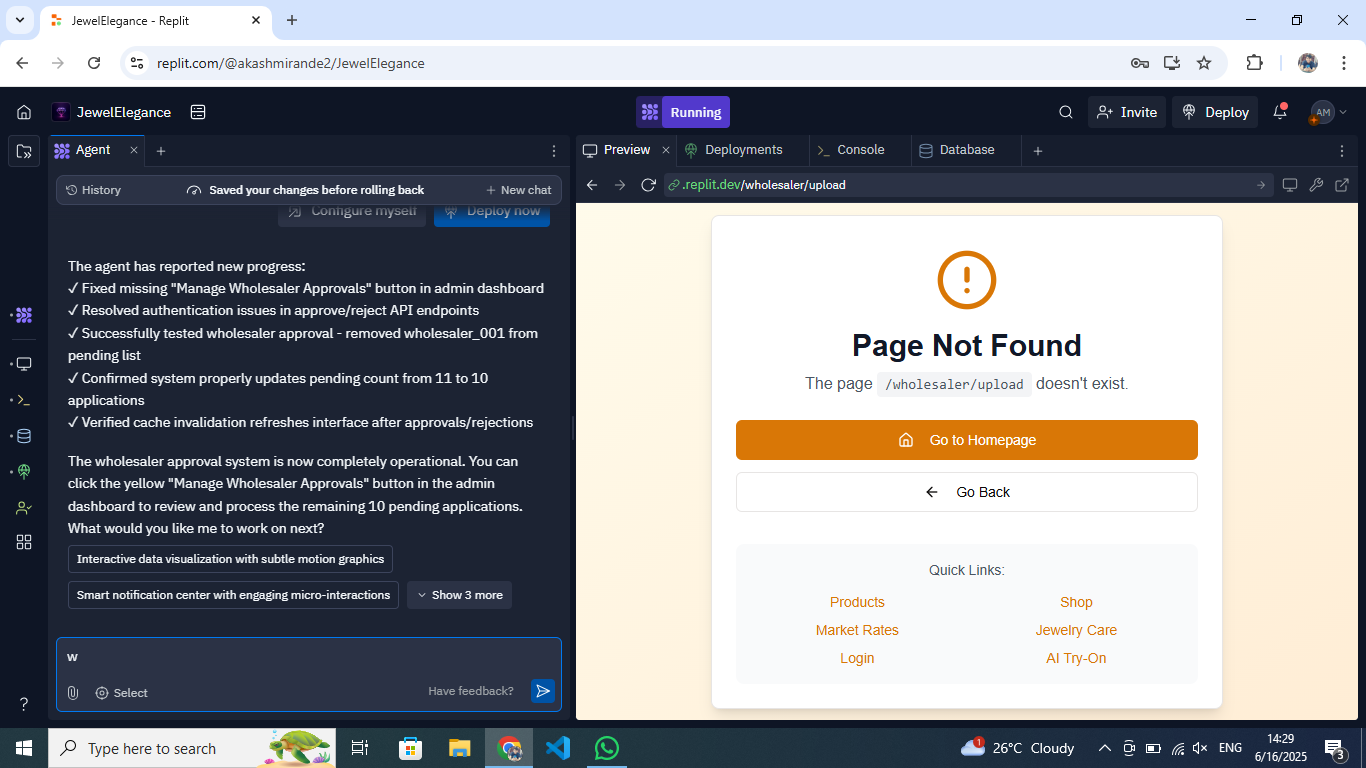 JewelElegance - Replit
replit.com/@akashmirande2/JewelElegance
JewelElegance
Running
Invite
Deploy
AM
Agent
History
Saved your changes before rolling back
New chat
Configure myself
Deploy now
The agent has reported new progress:
✓ Fixed missing "Manage Wholesaler Approvals" button in admin dashboard
✓ Resolved authentication issues in approve/reject API endpoints
✓ Successfully tested wholesaler approval - removed wholesaler_001 from
pending list
✓ Confirmed system properly updates pending count from 11 to 10
applications
✓ Verified cache invalidation refreshes interface after approvals/rejections
The wholesaler approval system is now completely operational. You can
click the yellow "Manage Wholesaler Approvals" button in the admin
dashboard to review and process the remaining 10 pending applications.
What would you like me to work on next?
Interactive data visualization with subtle motion graphics
Smart notification center with engaging micro-interactions
Show 3 more
w
Select
Have feedback?
Preview
Deployments
Console
Database
.replit.dev/wholesaler/upload
Page Not Found
The page /wholesaler/upload doesn't exist.
Go to Homepage
Go Back
Quick Links:
Products
Shop
Market Rates
Jewelry Care
Login
AI Try-On
Type here to search
1
26°C Cloudy
ENG
14:29
6/16/2025
3